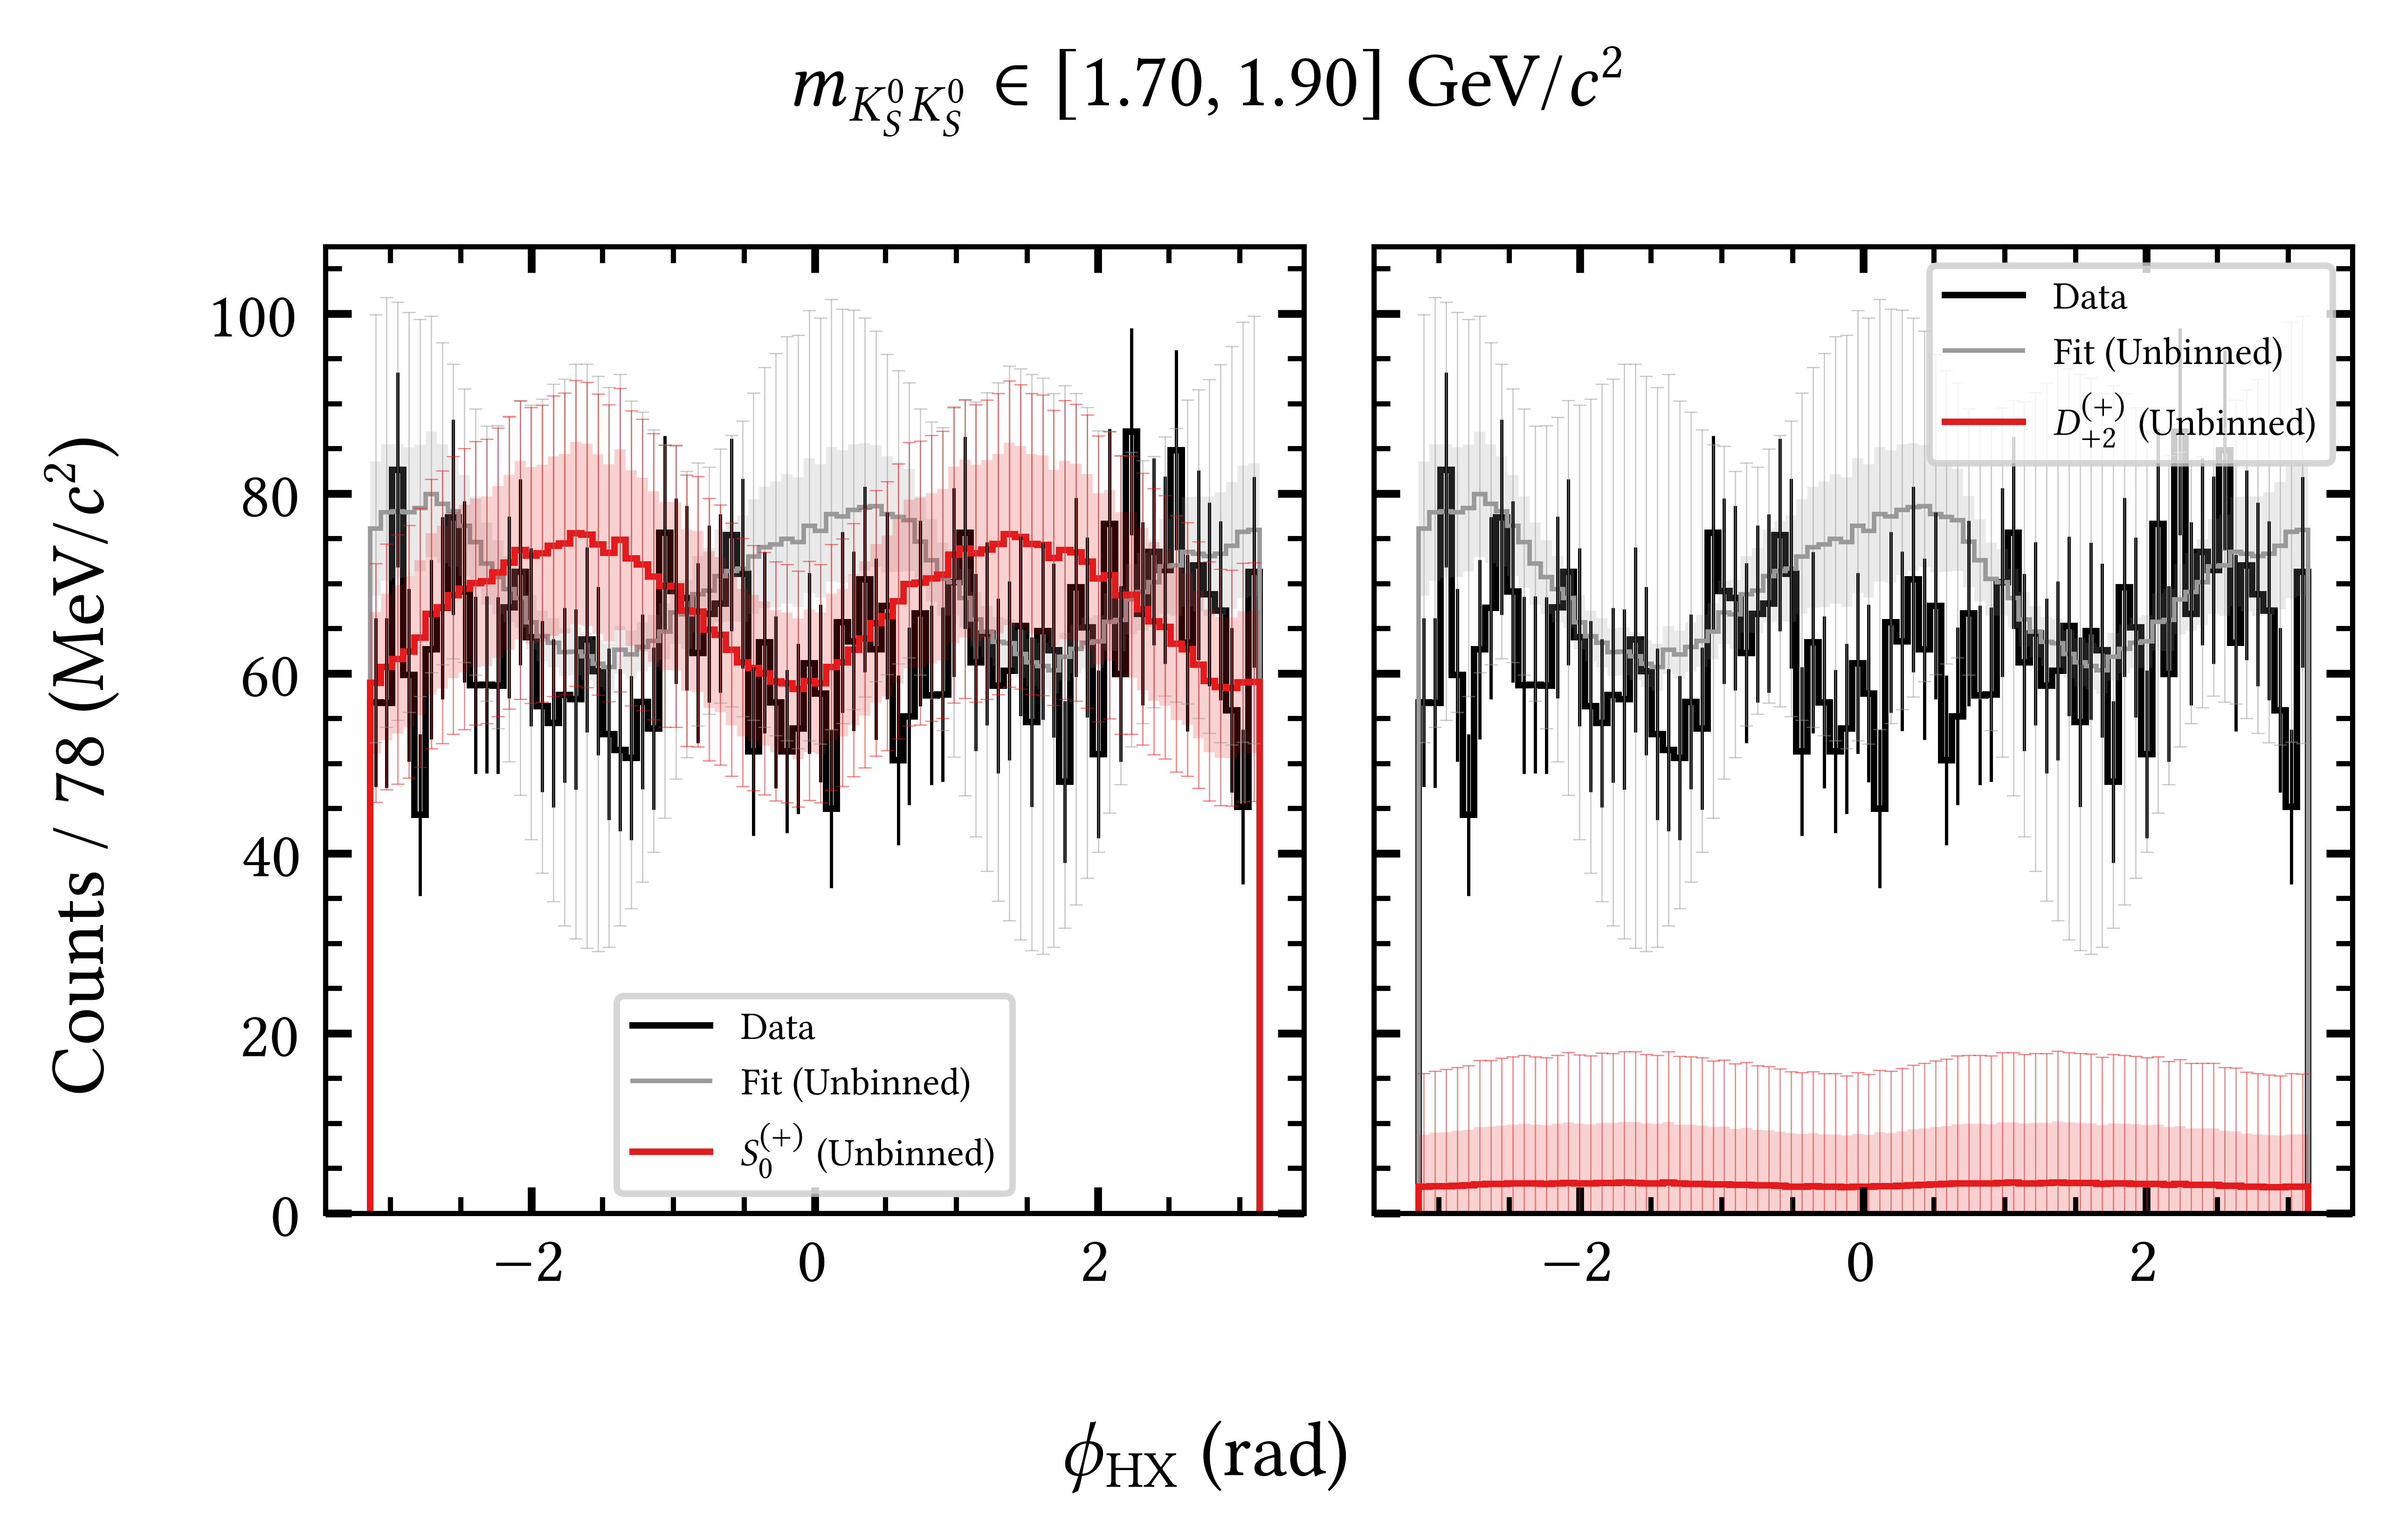 m_{K_S^0 K_S^0} ∈ [1.70, 1.90] GeV/c²
Counts / 78 (MeV/c²)
100
80
60
40
20
0
Data
Fit (Unbinned)
S_0^{(+)} (Unbinned)
−2
0
2
Data
Fit (Unbinned)
D_{+2}^{(+)} (Unbinned)
−2
0
2
ϕ_{HX} (rad)